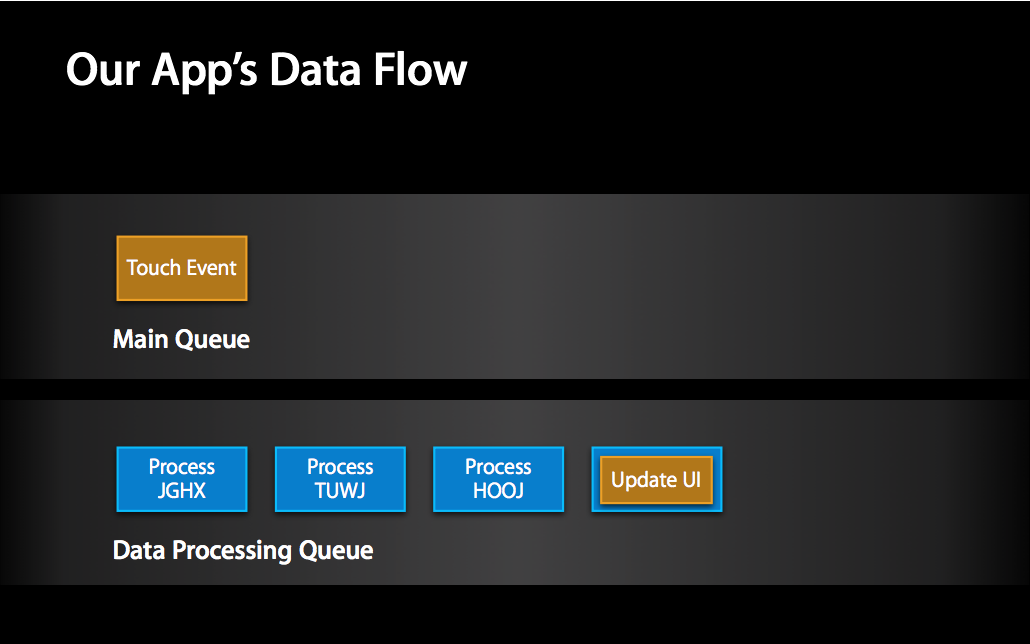 Our App’s Data Flow
Touch Event
Main Queue
Process
JGHX
Process
TUWJ
Process
HOOJ
Update UI
Data Processing Queue